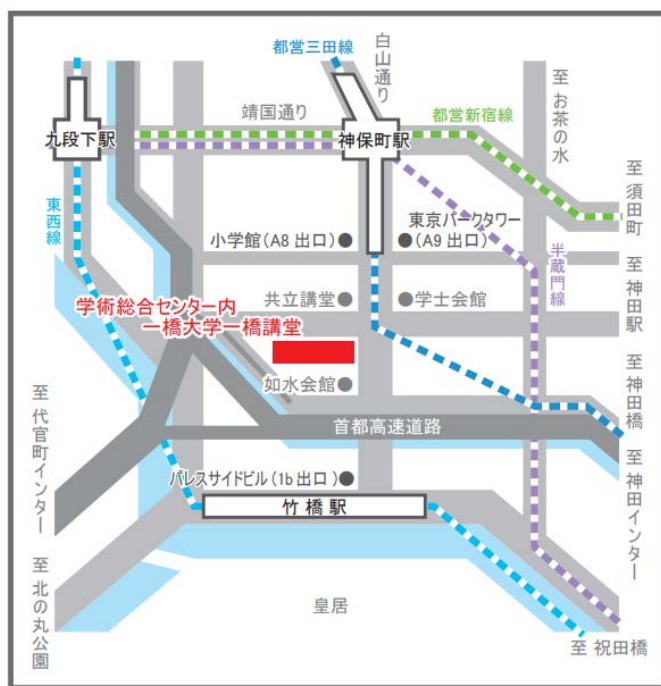 都営三田線
白山通り
至 お茶の水
靖国通り
都営新宿線
九段下駅
神保町駅
至 須田町
東西線
小学館(A8 出口)●
東京パークタワー
●(A9 出口)
半蔵門線
至 神田駅
共立講堂●
●学士会館
学術総合センター内
一橋大学一橋講堂
如水会館●
至 神田橋
至 代官町インター
首都高速道路
至 神田インター
パレスサイドビル(1b 出口)●
竹橋駅
至 北の丸公園
皇居
至 祝田橋